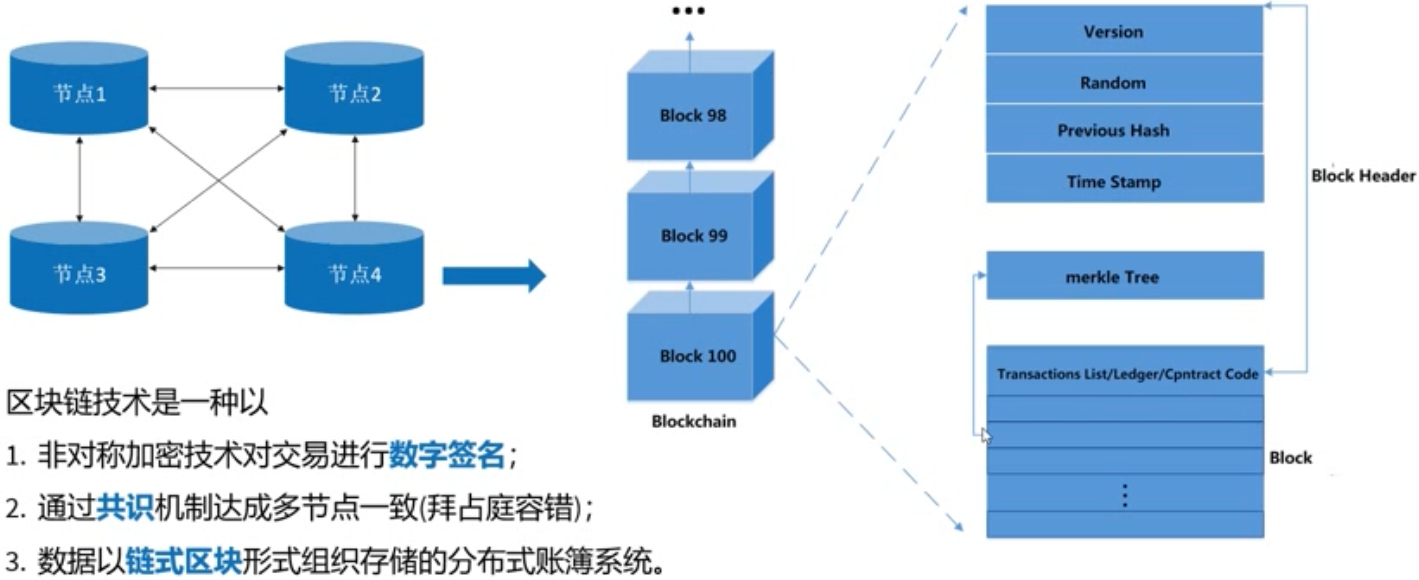 节点1
节点2
节点3
节点4
区块链技术是一种以
1. 非对称加密技术对交易进行数字签名；
2. 通过共识机制达成多节点一致(拜占庭容错)；
3. 数据以链式区块形式组织存储的分布式账簿系统。
•••
Block 98
Block 99
Block 100
Blockchain
Version
Random
Previous Hash
Time Stamp
Block Header
merkle Tree
Transactions List/Ledger/Cpntract Code
Block